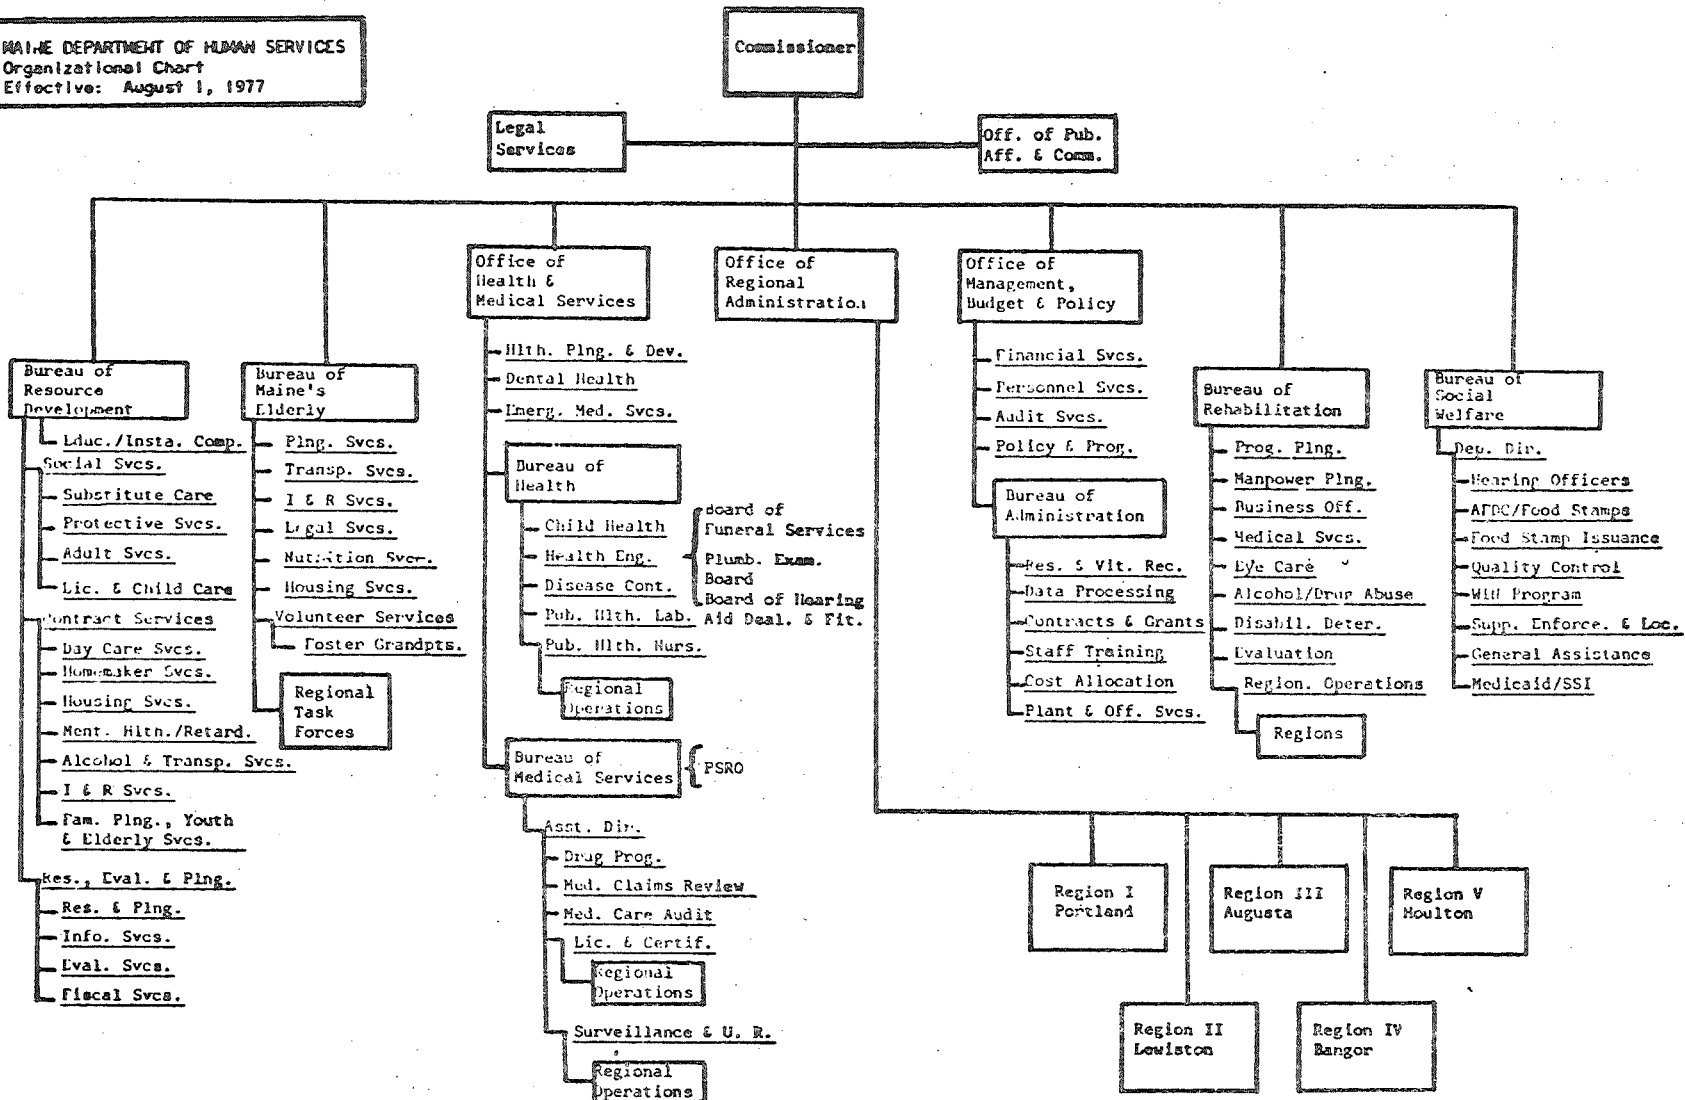 MAINE DEPARTMENT OF HUMAN SERVICES
Organizational Chart
Effective: August 1, 1977
Commissioner
Legal
Services
Off. of Pub.
Aff. & Comm.
Office of
Health &
Medical Services
Office of
Regional
Administration
Office of
Management,
Budget & Policy
Bureau of
Resource
Development
Educ./Insta. Comp.
Social Svcs.
Substitute Care
Protective Svcs.
Adult Svcs.
Lic. & Child Care
Contract Services
Day Care Svcs.
Homemaker Svcs.
Housing Svcs.
Ment. Hlth./Retard.
Alcohol & Transp. Svcs.
I & R Svcs.
Fam. Plng., Youth
& Elderly Svcs.
Res., Eval. & Plng.
Res. & Plng.
Info. Svcs.
Eval. Svcs.
Fiscal Svcs.
Bureau of
Maine's
Elderly
Plng. Svcs.
Transp. Svcs.
I & R Svcs.
Legal Svcs.
Nutrition Svcs.
Housing Svcs.
Volunteer Services
Foster Grandpts.
Regional
Task
Forces
Hlth. Plng. & Dev.
Dental Health
Emerg. Med. Svcs.
Bureau of
Health
Child Health
Health Eng.
Disease Cont.
Pub. Hlth. Lab.
Pub. Hlth. Nurs.
Regional
Operations
Board of
Funeral Services
Plumb. Exam.
Board
Board of Hearing
Aid Deal. & Fit.
Bureau of
Medical Services
PSRO
Asst. Dir.
Drug Prog.
Med. Claims Review
Med. Care Audit
Lic. & Certif.
Regional
Operations
Surveillance & U. R.
Regional
Operations
Financial Svcs.
Personnel Svcs.
Audit Svcs.
Policy & Prog.
Bureau of
Administration
Res. & Vit. Rec.
Data Processing
Contracts & Grants
Staff Training
Cost Allocation
Plant & Off. Svcs.
Bureau of
Rehabilitation
Prog. Plng.
Manpower Plng.
Business Off.
Medical Svcs.
Eye Care
Alcohol/Drug Abuse
Disabil. Deter.
Evaluation
Region. Operations
Regions
Bureau of
Social
Welfare
Dep. Dir.
Hearing Officers
AFDC/Food Stamps
Food Stamp Issuance
Quality Control
WIN Program
Supp. Enforce. & Loc.
General Assistance
Medicaid/SSI
Region I
Portland
Region III
Augusta
Region V
Houlton
Region II
Lewiston
Region IV
Bangor